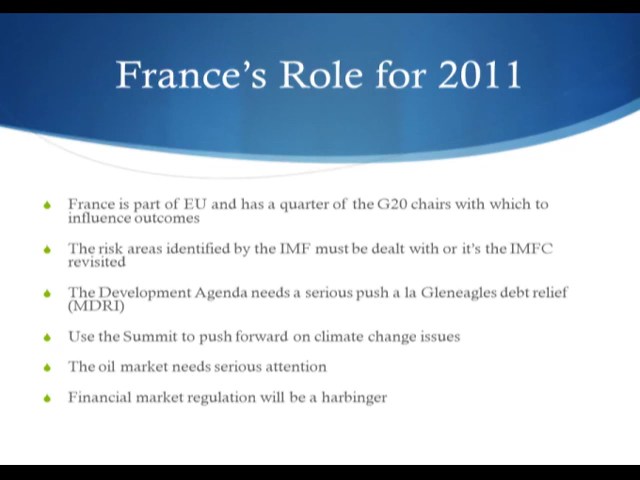 France's Role for 2011
France is part of EU and has a quarter of the G20 chairs with which to
influence outcomes
The risk areas identified by the IMF must be dealt with or it's the IMFC
revisited
The Development Agenda needs a serious push a la Gleneagles debt relief
(MDRI)
Use the Summit to push forward on climate change issues
The oil market needs serious attention
Financial market regulation will be a harbinger